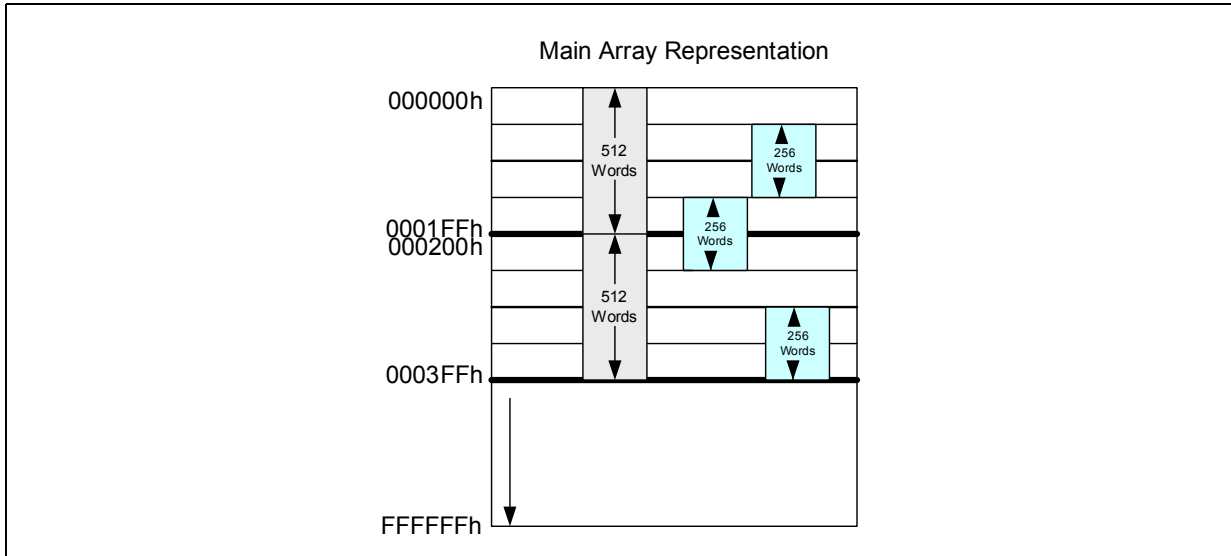 Main Array Representation
000000h
512
Words
256
Words
0001FFh
000200h
256
Words
512
Words
256
Words
0003FFh
FFFFFFh